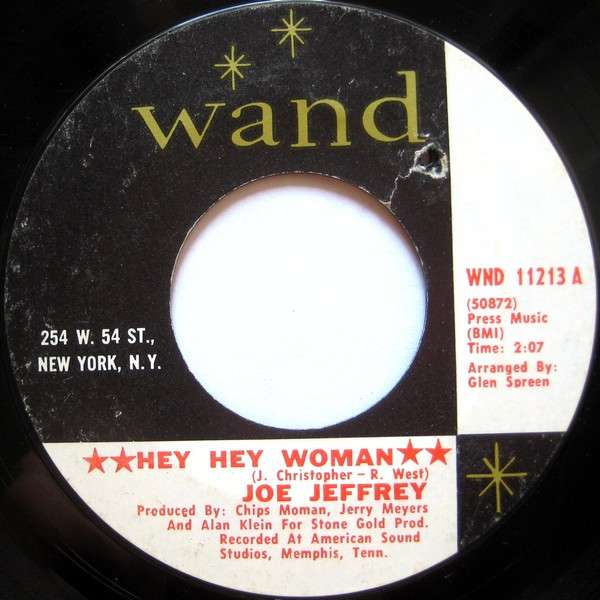 wand
WND 11213 A
(50872)
Press Music
(BMI)
Time: 2:07
Arranged By:
Glen Spreen
254 W. 54 ST.,
NEW YORK, N.Y.
★★HEY HEY WOMAN★★
(J. Christopher – R. West)
JOE JEFFREY
Produced By: Chips Moman, Jerry Meyers
And Alan Klein For Stone Gold Prod.
Recorded At American Sound
Studios, Memphis, Tenn.